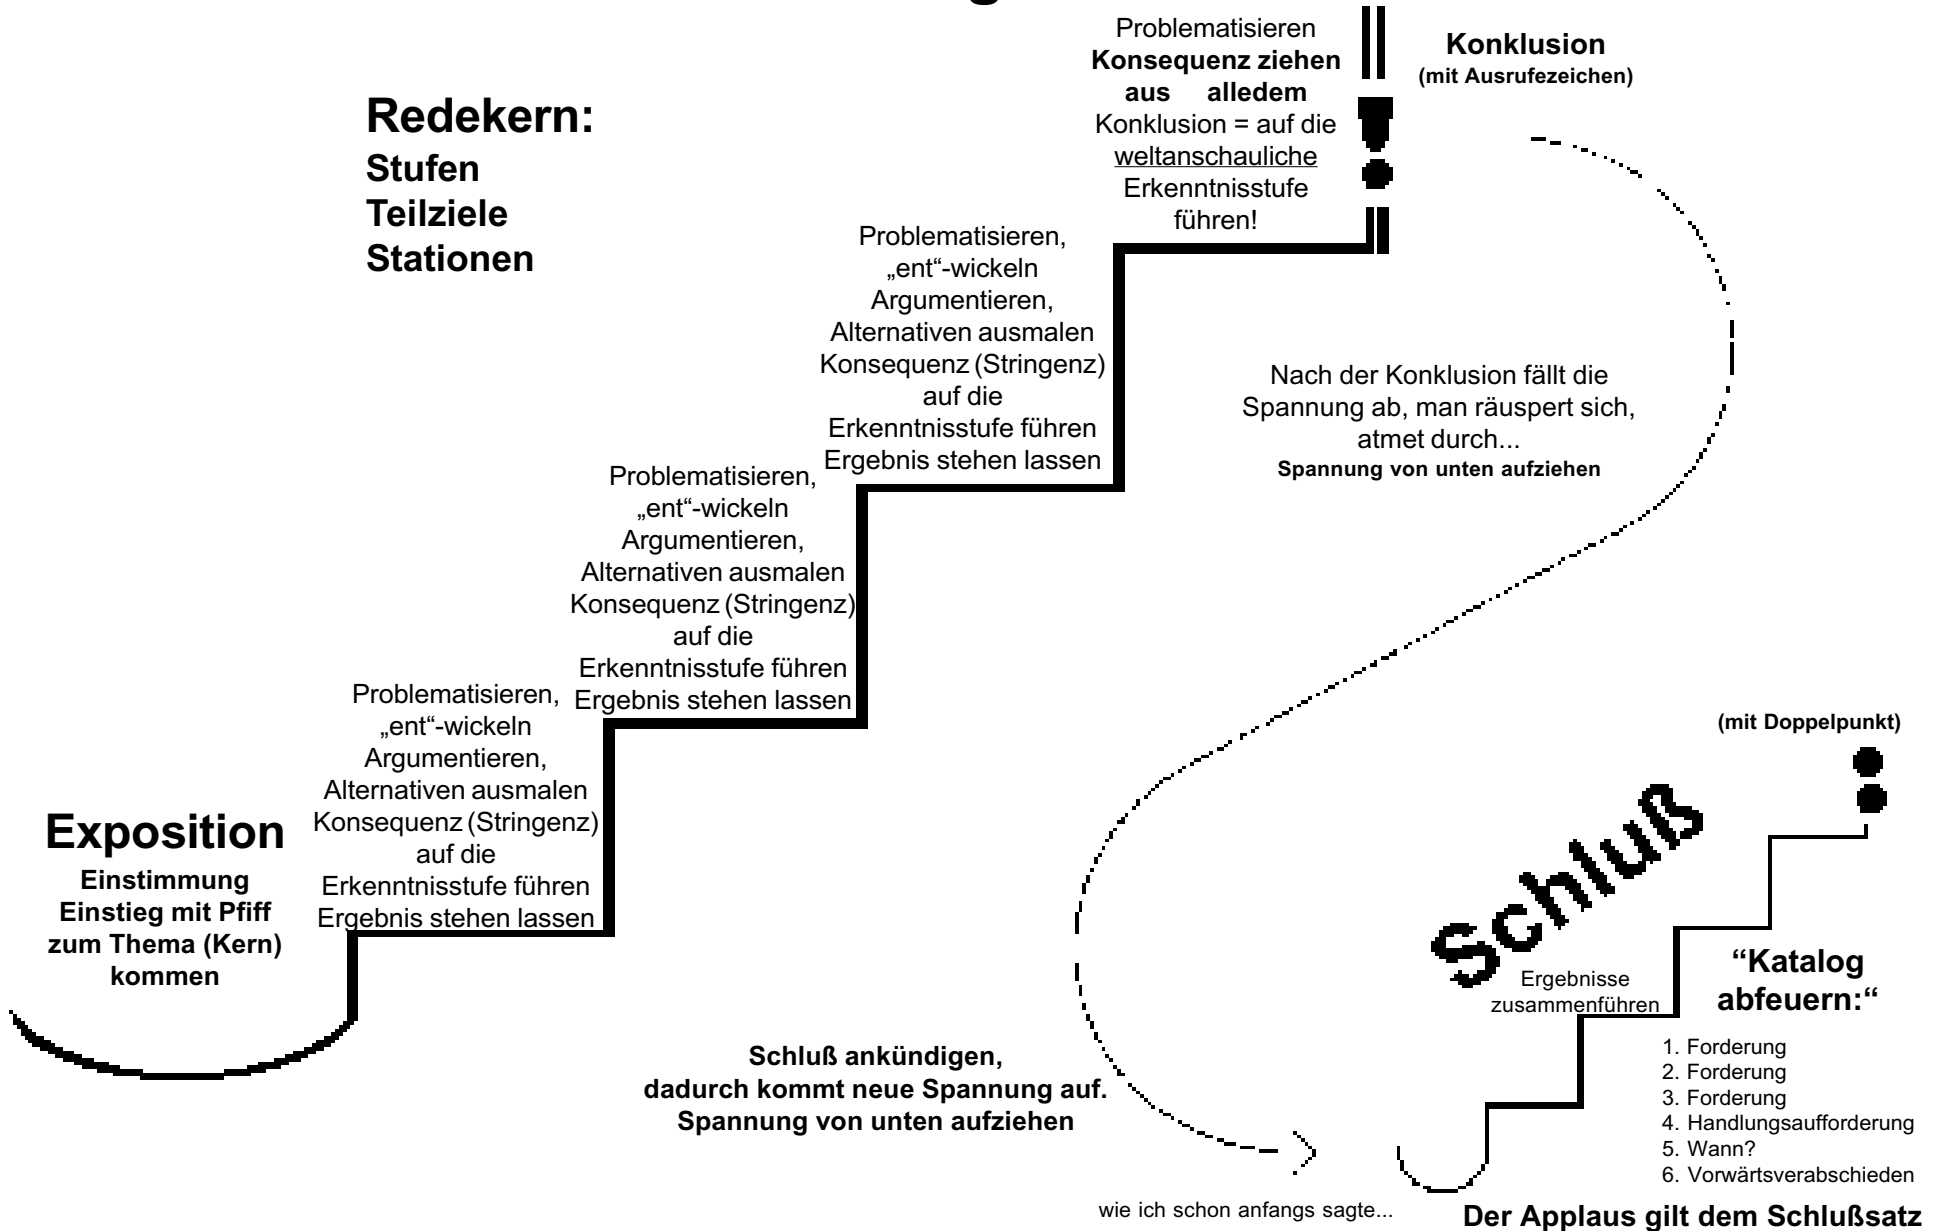 Redekern:
Stufen
Teilziele
Stationen
Exposition
Einstimmung
Einstieg mit Pfiff
zum Thema (Kern)
kommen
Problematisieren,
„ent“-wickeln
Argumentieren,
Alternativen ausmalen
Konsequenz (Stringenz)
auf die
Erkenntnisstufe führen
Ergebnis stehen lassen
Problematisieren,
„ent“-wickeln
Argumentieren,
Alternativen ausmalen
Konsequenz (Stringenz)
auf die
Erkenntnisstufe führen
Ergebnis stehen lassen
Problematisieren,
„ent“-wickeln
Argumentieren,
Alternativen ausmalen
Konsequenz (Stringenz)
auf die
Erkenntnisstufe führen
Ergebnis stehen lassen
Problematisieren
Konsequenz ziehen
aus alledem
Konklusion = auf die
weltanschauliche
Erkenntnisstufe
führen!
!
Konklusion
(mit Ausrufezeichen)
Nach der Konklusion fällt die
Spannung ab, man räuspert sich,
atmet durch...
Spannung von unten aufziehen
Schluß ankündigen,
dadurch kommt neue Spannung auf.
Spannung von unten aufziehen
wie ich schon anfangs sagte...
Schluß
(mit Doppelpunkt)
:
Ergebnisse
zusammenführen
“Katalog
abfeuern:“
1. Forderung
2. Forderung
3. Forderung
4. Handlungsaufforderung
5. Wann?
6. Vorwärtsverabschieden
Der Applaus gilt dem Schlußsatz